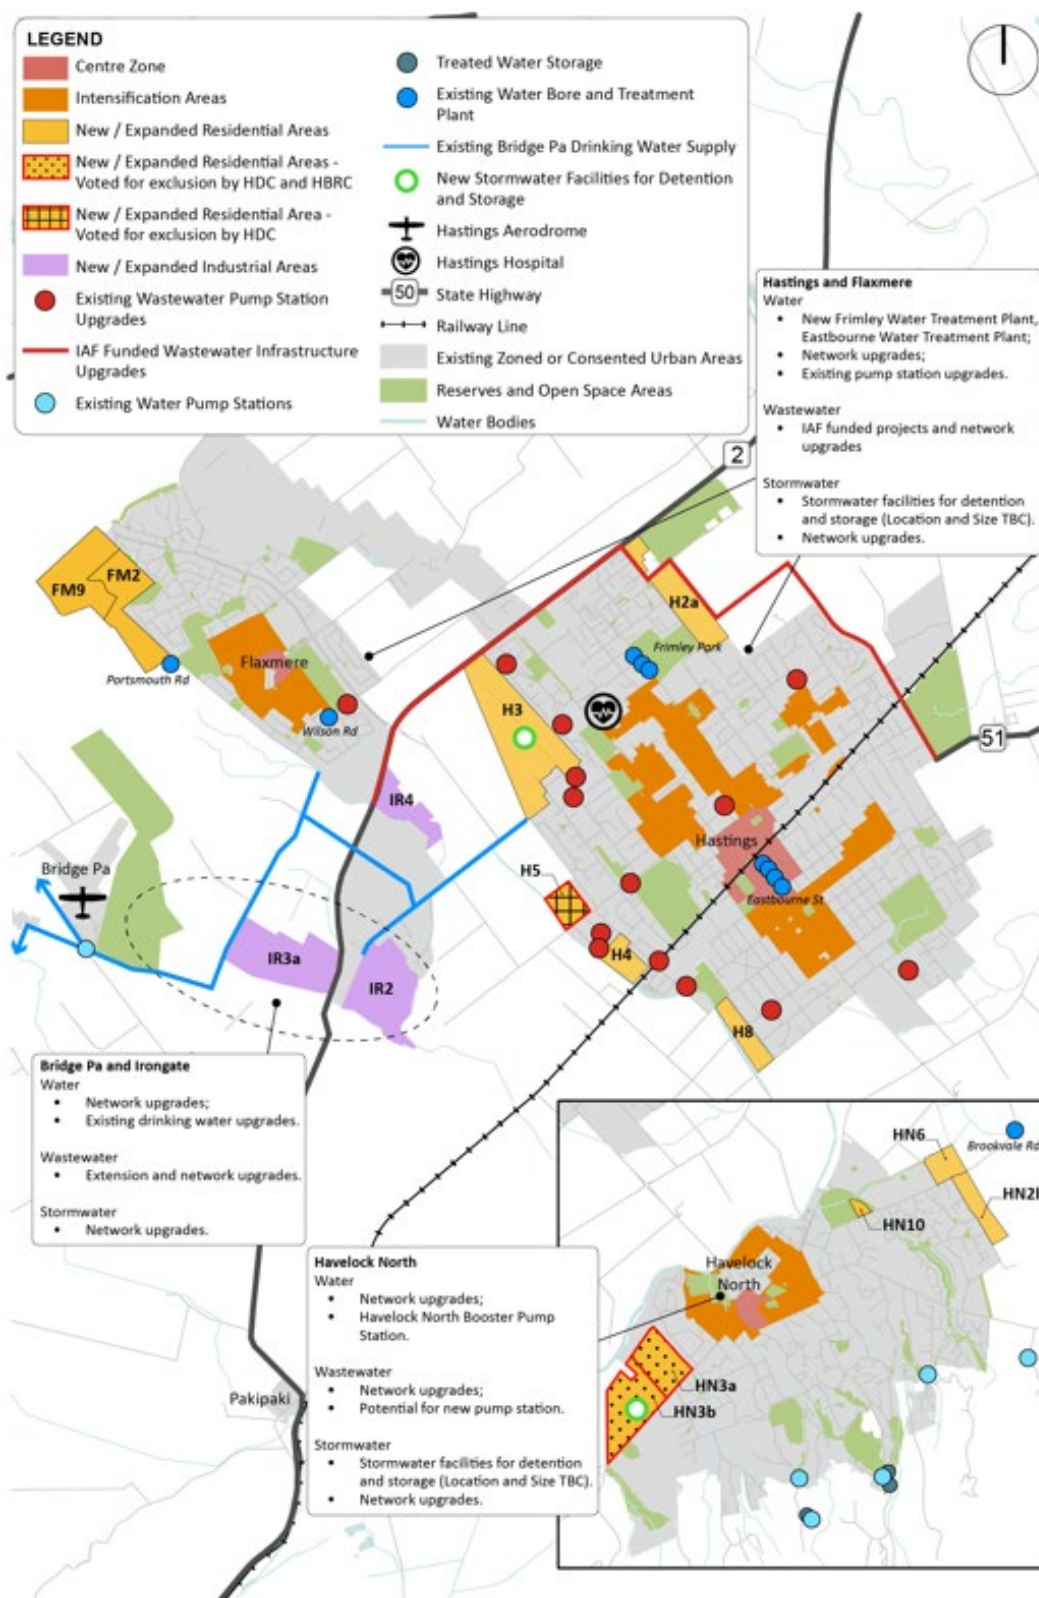 LEGEND
Centre Zone
Intensification Areas
New / Expanded Residential Areas
New / Expanded Residential Areas -
Voted for exclusion by HDC and HBRC
New / Expanded Residential Area -
Voted for exclusion by HDC
New / Expanded Industrial Areas
Existing Wastewater Pump Station
Upgrades
IAF Funded Wastewater Infrastructure
Upgrades
Existing Water Pump Stations
Treated Water Storage
Existing Water Bore and Treatment
Plant
Existing Bridge Pa Drinking Water Supply
New Stormwater Facilities for Detention
and Storage
Hastings Aerodrome
Hastings Hospital
50
State Highway
Railway Line
Existing Zoned or Consented Urban Areas
Reserves and Open Space Areas
Water Bodies
Hastings and Flaxmere
Water
• New Frimley Water Treatment Plant,
Eastbourne Water Treatment Plant;
• Network upgrades;
• Existing pump station upgrades.
Wastewater
• IAF funded projects and network
upgrades
Stormwater
• Stormwater facilities for detention
and storage (Location and Size TBC).
• Network upgrades.
2
FM2
FM9
H2a
Frimley Park
Flaxmere
Portsmouth Rd
Wilson Rd
H3
51
IR4
Hastings
Bridge Pa
H5
Eastbourne St
H4
IR3a
IR2
H8
Bridge Pa and Irongate
Water
• Network upgrades;
• Existing drinking water upgrades.
Wastewater
• Extension and network upgrades.
Stormwater
• Network upgrades.
HN6
Brookvale Rd
HN2b
HN10
Havelock
North
Havelock North
Water
• Network upgrades;
• Havelock North Booster Pump
Station.
Wastewater
• Network upgrades;
• Potential for new pump station.
Stormwater
• Stormwater facilities for detention
and storage (Location and Size TBC).
• Network upgrades.
HN3a
HN3b
Pakipaki